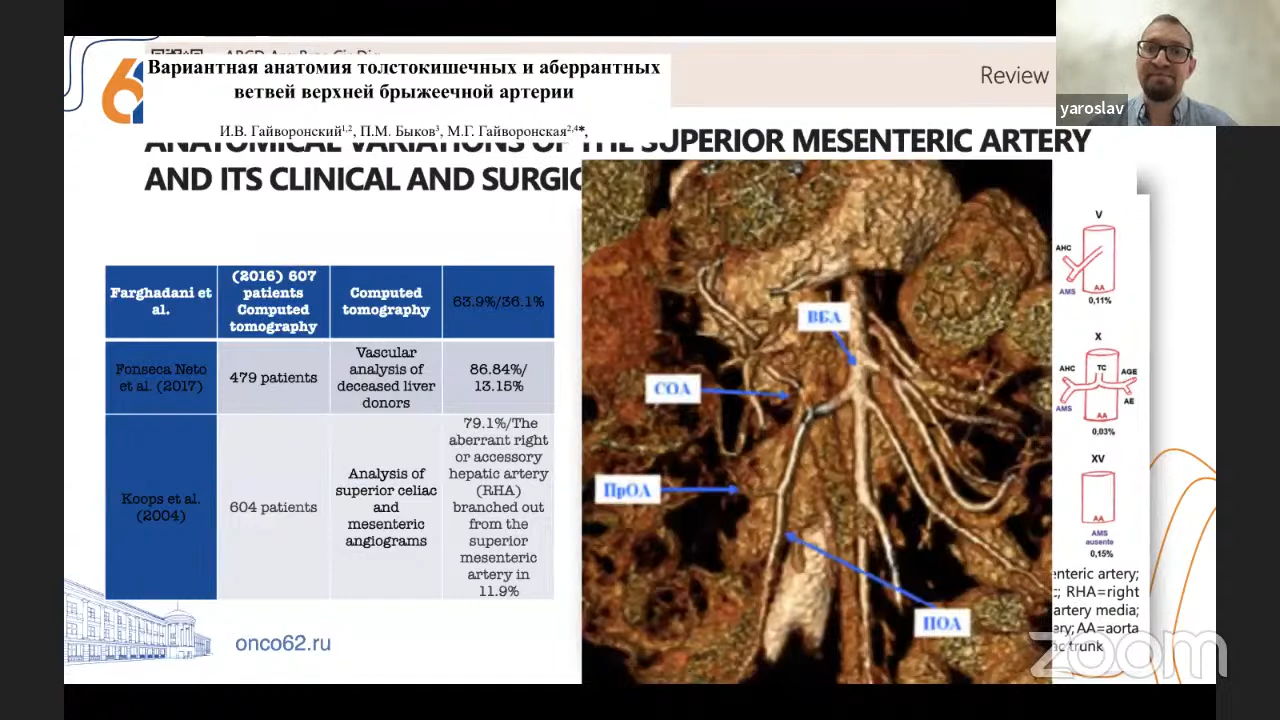 Вариантная анатомия толстокишечных и аберрантных
ветвей верхней брыжеечной артерии
И.В. Гайворонский1,2, П.М. Быков3, М.Г. Гайворонская2,4*,
Review
yaroslav
ANATOMICAL VARIATIONS OF THE SUPERIOR MESENTERIC ARTERY
AND ITS CLINICAL AND SURGIC
Farghadani et al.
(2016) 607 patients Computed tomography
Computed tomography
63.9%/36.1%
Fonseca Neto et al. (2017)
479 patients
Vascular analysis of deceased liver donors
86.84%/ 13.15%
Koops et al. (2004)
604 patients
Analysis of superior celiac and mesenteric angiograms
79.1%/The aberrant right or accessory hepatic artery (RHA) branched out from the superior mesenteric artery in 11.9%
ВБА
СОА
ПрОА
ПОА
V
AHC
AMS
AA
0,11%
X
AHC
TC
AGE
AMS
AE
AA
0,03%
XV
AA
AMS
ausente
0,15%
enteric artery;
; RHA=right
artery media;
ery; AA=aorta
trunk
onco62.ru
zoom